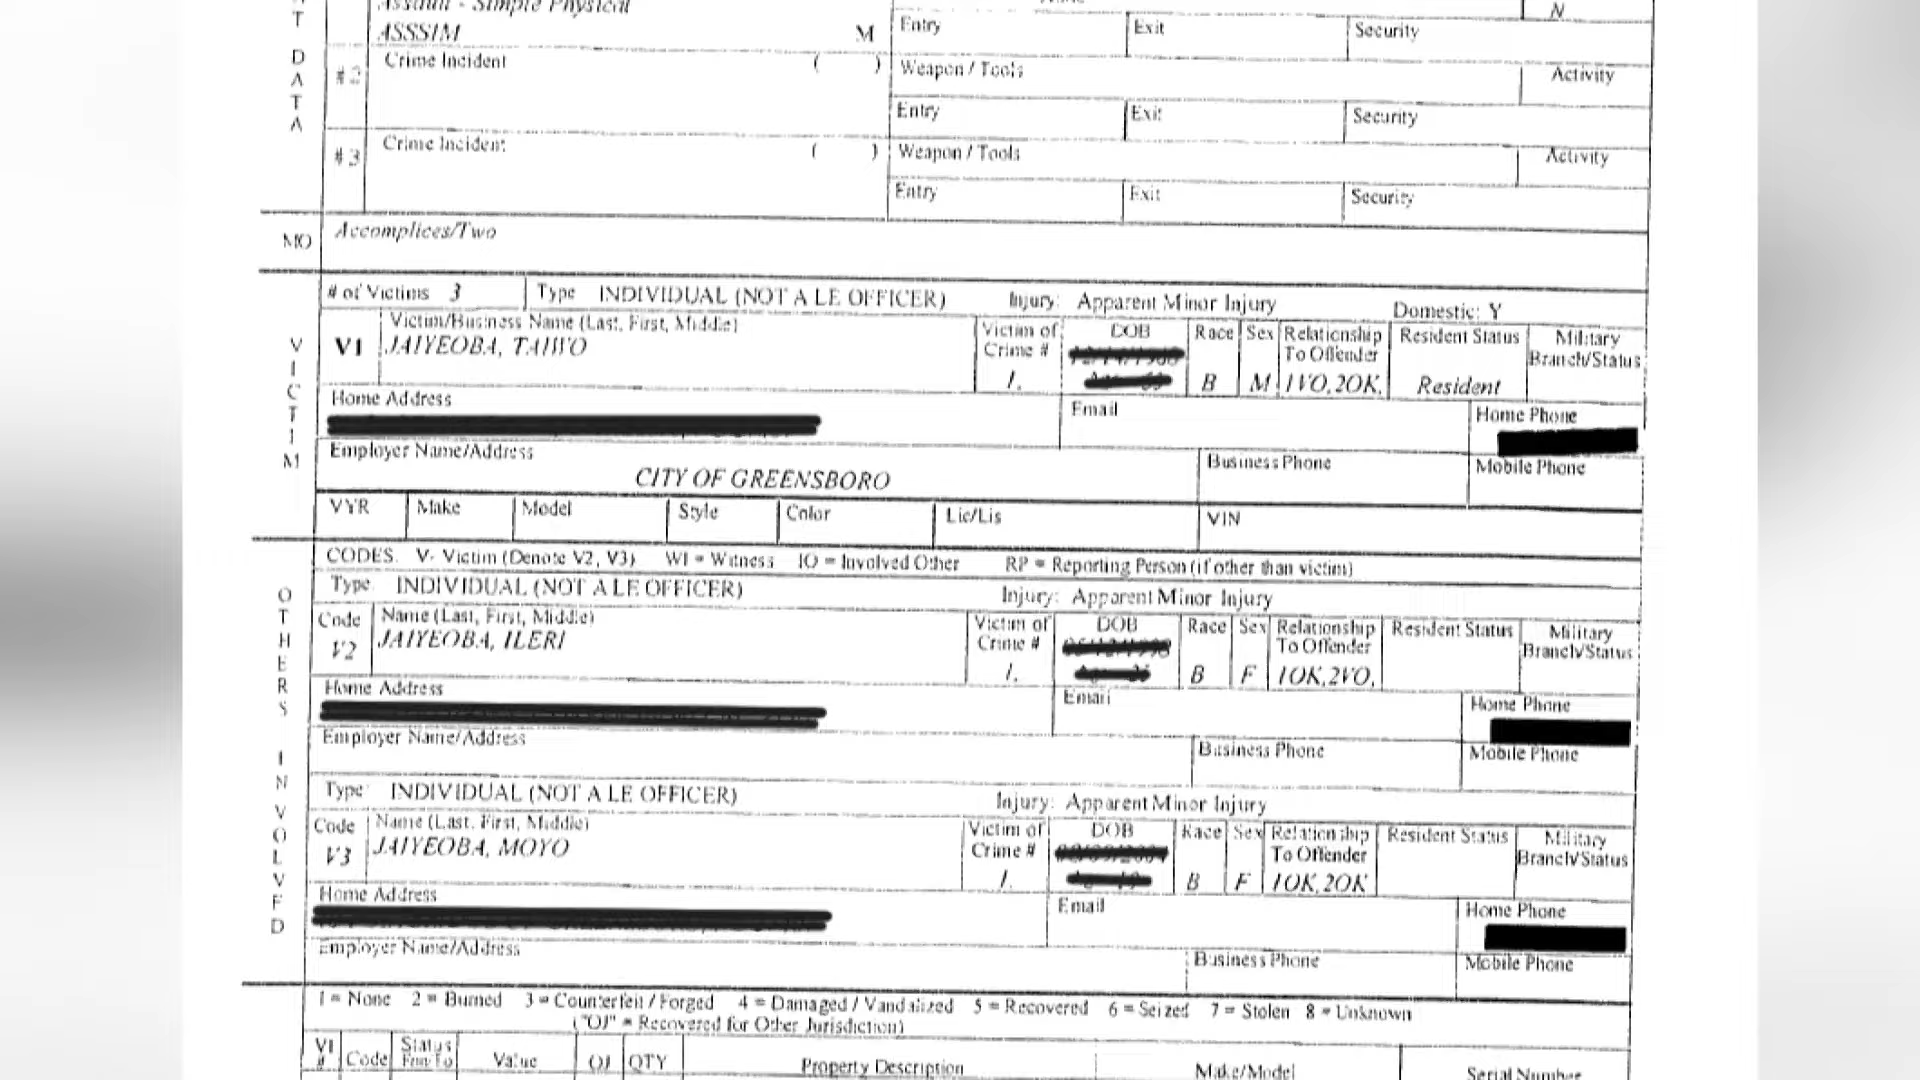 Assault - Simple Physical
N
T
ASSSIM M Entry Exit Security
D
#2 Crime Incident ( ) Weapon / Tools Activity
A
T
A
Entry Exit Security
#3 Crime Incident ( ) Weapon / Tools Activity
Entry Exit Security
MO Accomplices/Two
# of Victims 3 Type INDIVIDUAL (NOT A LE OFFICER) Injury: Apparent Minor Injury Domestic: Y
VICTIM
V1 Victim/Business Name (Last, First, Middle) Victim of Crime # DOB Race Sex Relationship To Offender Resident Status Military Branch/Status
JAIYEOBA, TAIWO 1. B M 1VO,2OK, Resident
Home Address Email Home Phone
Employer Name/Address Business Phone Mobile Phone
CITY OF GREENSBORO
VYR Make Model Style Color Lic/Lis VIN
CODES: V- Victim (Denote V2, V3) WI = Witness IO = Involved Other RP = Reporting Person (if other than victim)
OTHERS INVOLVED
Type: INDIVIDUAL (NOT A LE OFFICER) Injury: Apparent Minor Injury
Code Name (Last, First, Middle) Victim of Crime # DOB Race Sex Relationship To Offender Resident Status Military Branch/Status
V2 JAIYEOBA, ILERI 1. B F 1OK,2VO,
Home Address Email Home Phone
Employer Name/Address Business Phone Mobile Phone
Type: INDIVIDUAL (NOT A LE OFFICER) Injury: Apparent Minor Injury
Code Name (Last, First, Middle) Victim of Crime # DOB Race Sex Relationship To Offender Resident Status Military Branch/Status
V3 JAIYEOBA, MOYO 1. B F 1OK,2OK
Home Address Email Home Phone
Employer Name/Address Business Phone Mobile Phone
1 = None 2 = Burned 3 = Counterfeit / Forged 4 = Damaged / Vandalized 5 = Recovered 6 = Seized 7 = Stolen 8 = Unknown
("OJ" = Recovered for Other Jurisdiction)
VI # Code Status Frm/To Value OJ QTY Property Description Make/Model Serial Number